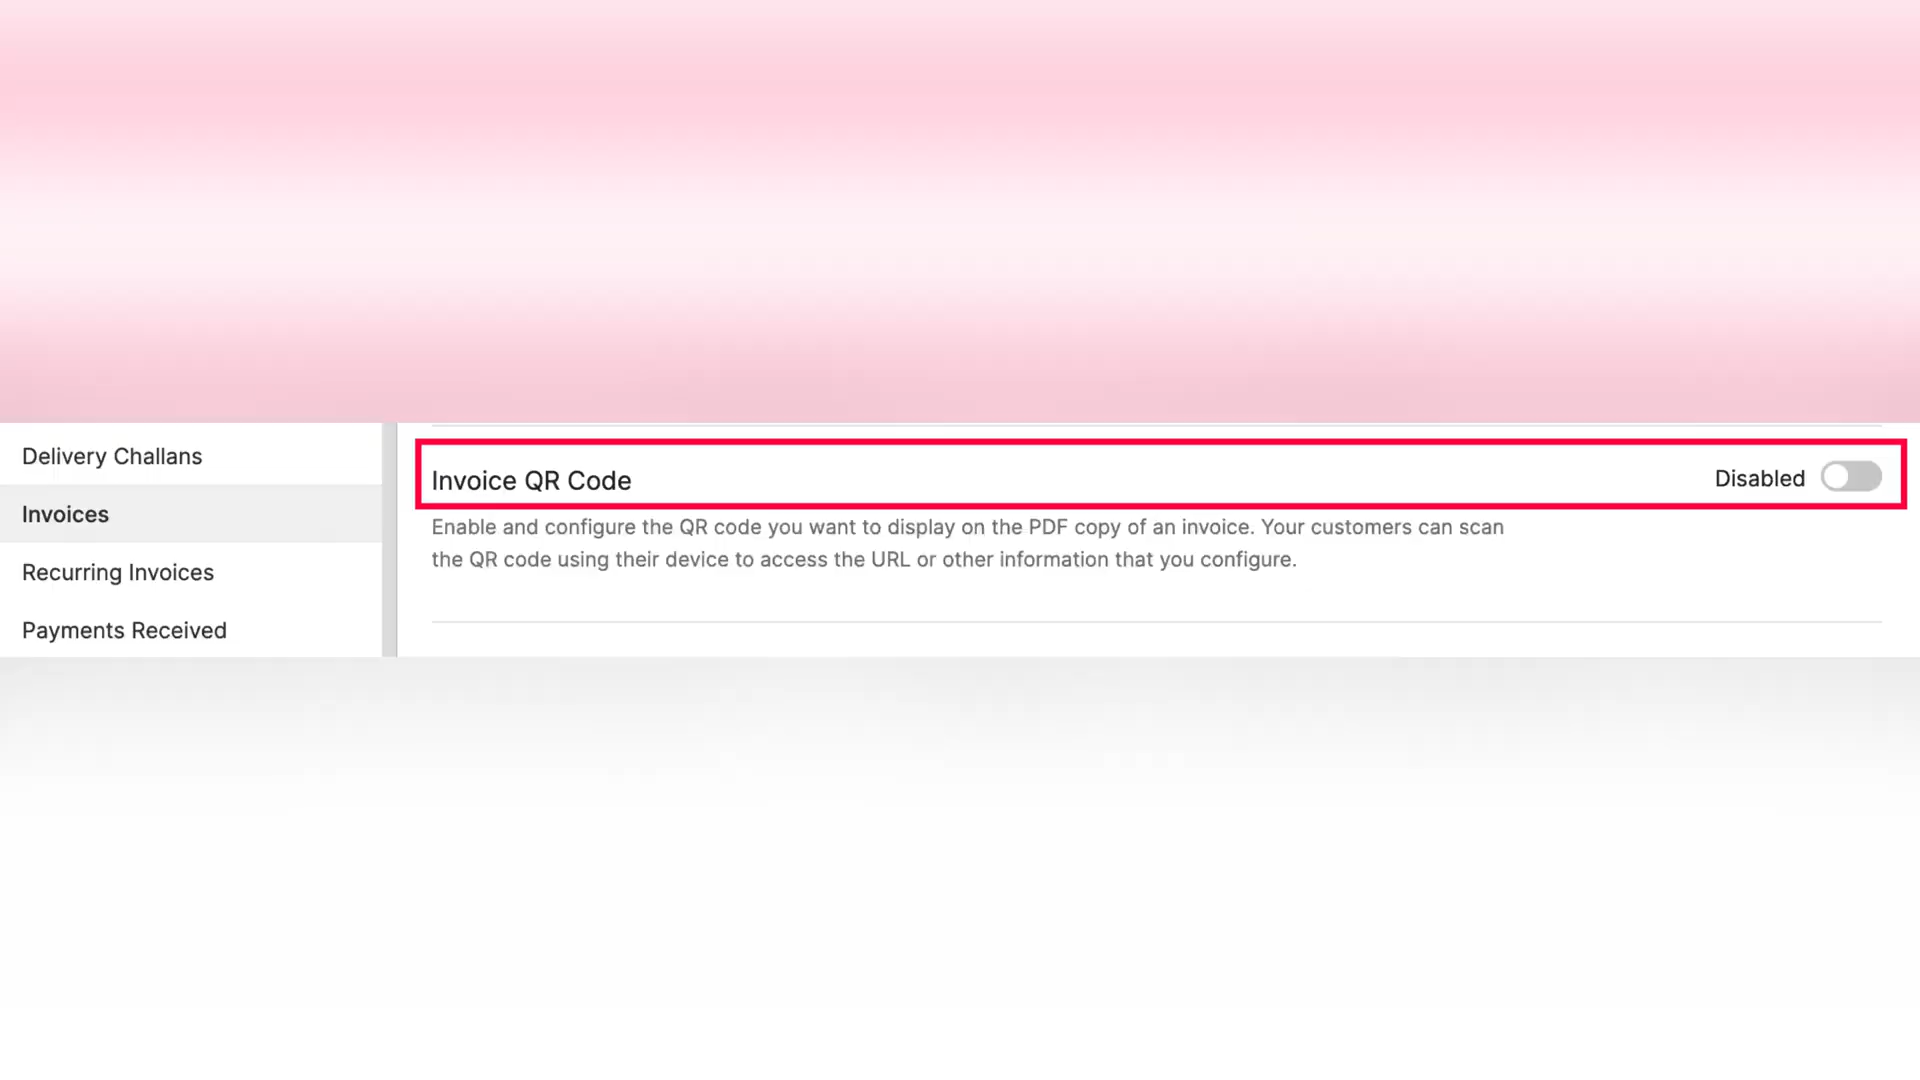 Delivery Challans
Invoices
Recurring Invoices
Payments Received
Invoice QR Code
Disabled
Enable and configure the QR code you want to display on the PDF copy of an invoice. Your customers can scan
the QR code using their device to access the URL or other information that you configure.